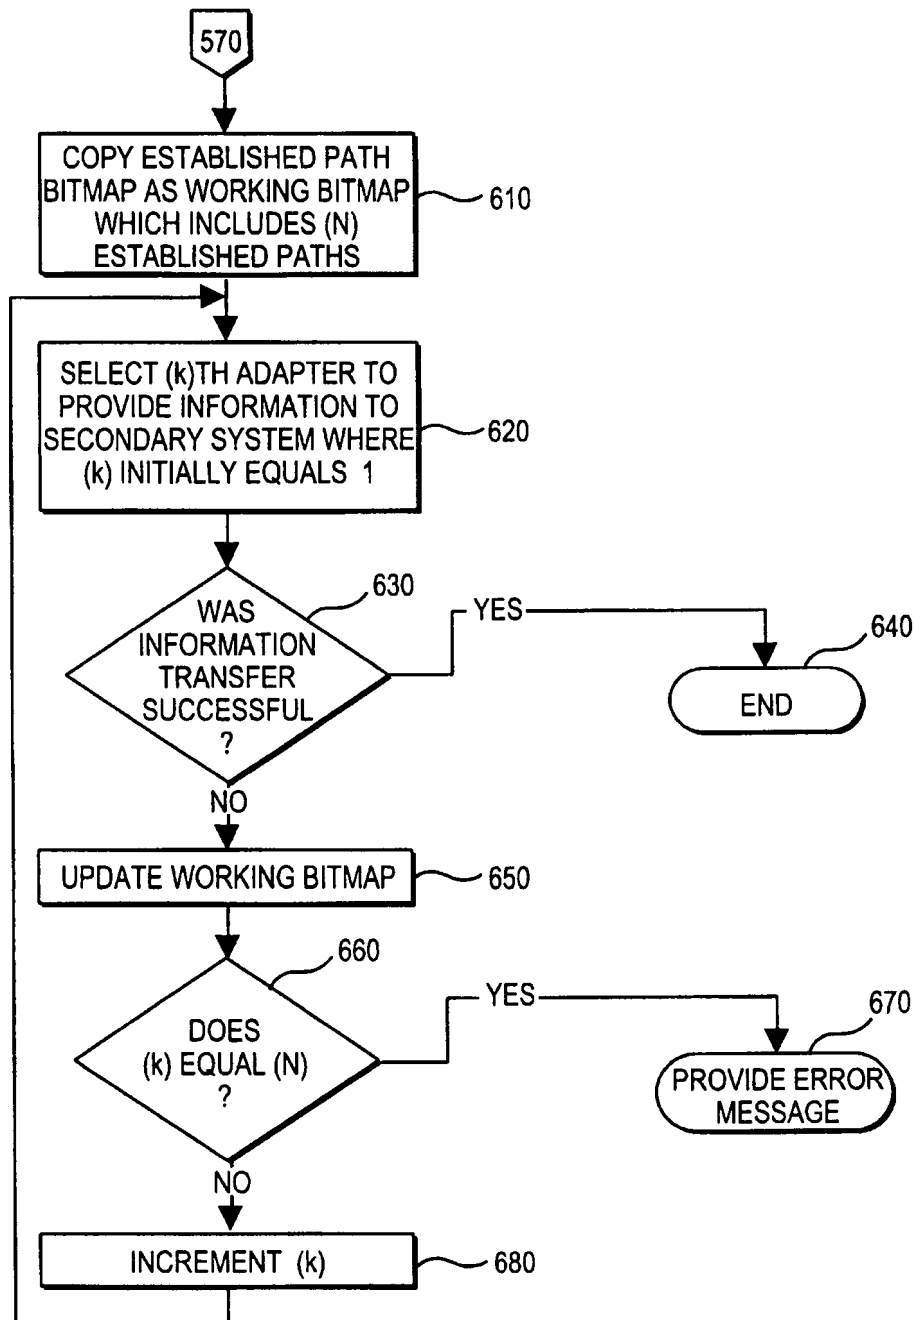 570
COPY ESTABLISHED PATH
BITMAP AS WORKING BITMAP
WHICH INCLUDES (N)
ESTABLISHED PATHS
610
SELECT (k)TH ADAPTER TO
PROVIDE INFORMATION TO
SECONDARY SYSTEM WHERE
(k) INITIALLY EQUALS 1
620
630
WAS
INFORMATION
TRANSFER
SUCCESSFUL
?
YES
640
END
NO
UPDATE WORKING BITMAP
650
660
DOES
(k) EQUAL (N)
?
YES
670
PROVIDE ERROR
MESSAGE
NO
INCREMENT (k)
680